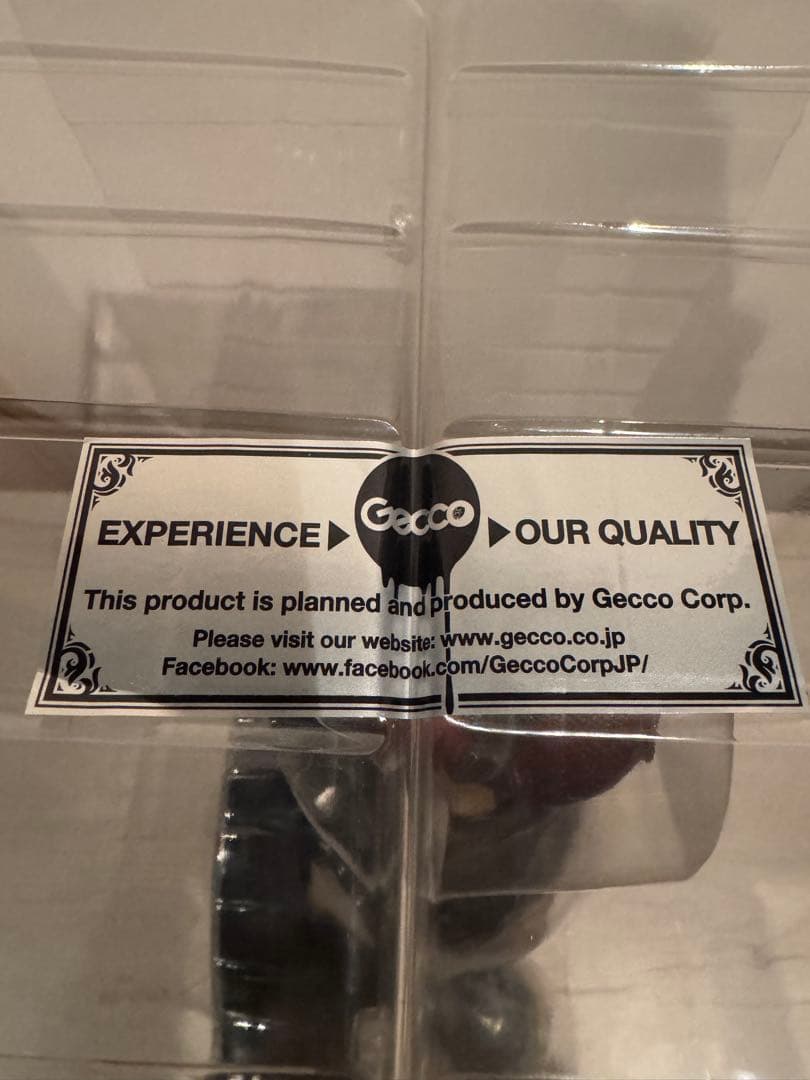 EXPERIENCE▶Gecco▶OUR QUALITY
This product is planned and produced by Gecco Corp.
Please visit our website: www.gecco.co.jp
Facebook: www.facebook.com/GeccoCorpJP/